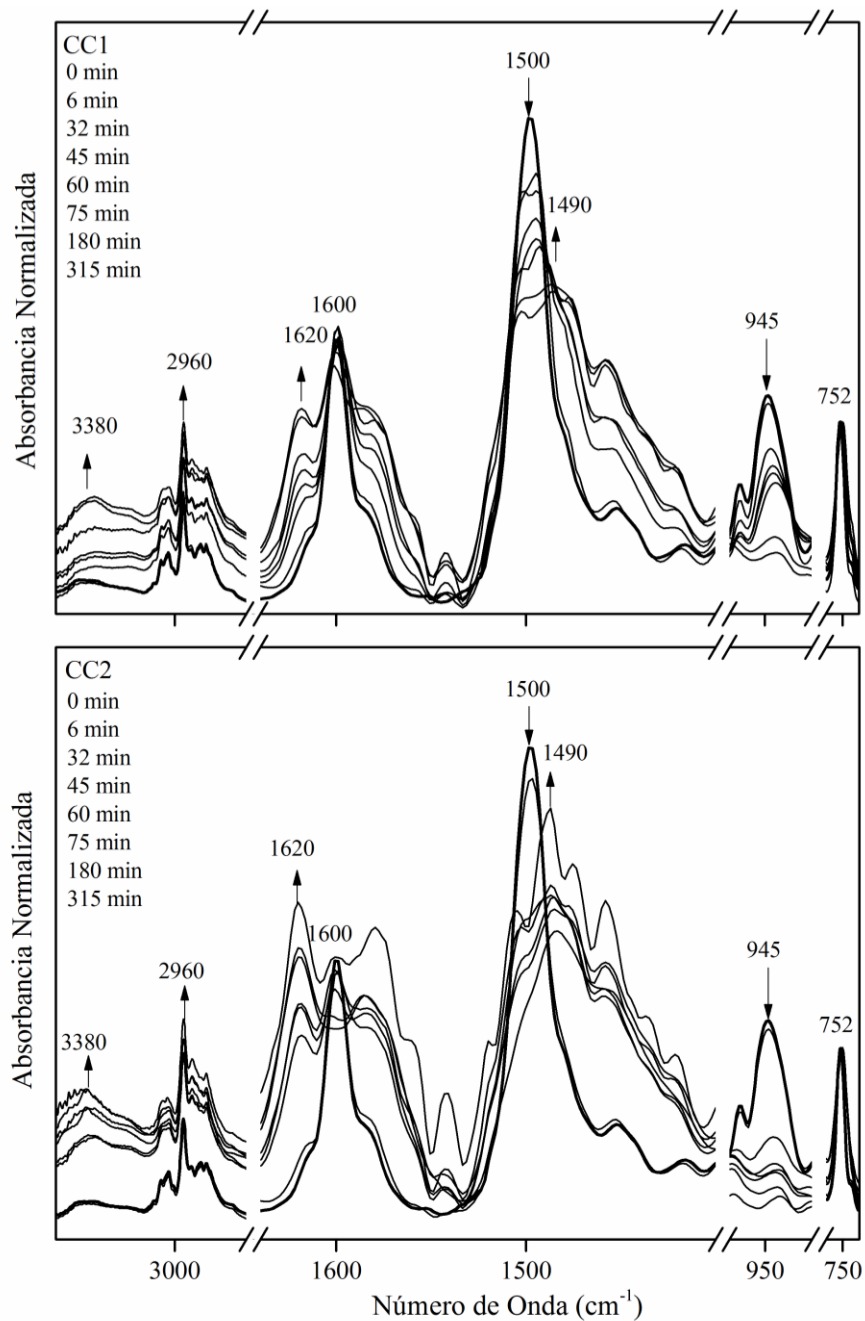 CC1
0 min
6 min
32 min
45 min
60 min
75 min
180 min
315 min
1500
1490
1600
1620
2960
3380
945
752
Absorbancia Normalizada
CC2
0 min
6 min
32 min
45 min
60 min
75 min
180 min
315 min
1500
1490
1620
1600
2960
3380
945
752
Absorbancia Normalizada
3000 1600 1500 950 750
Número de Onda (cm⁻¹)